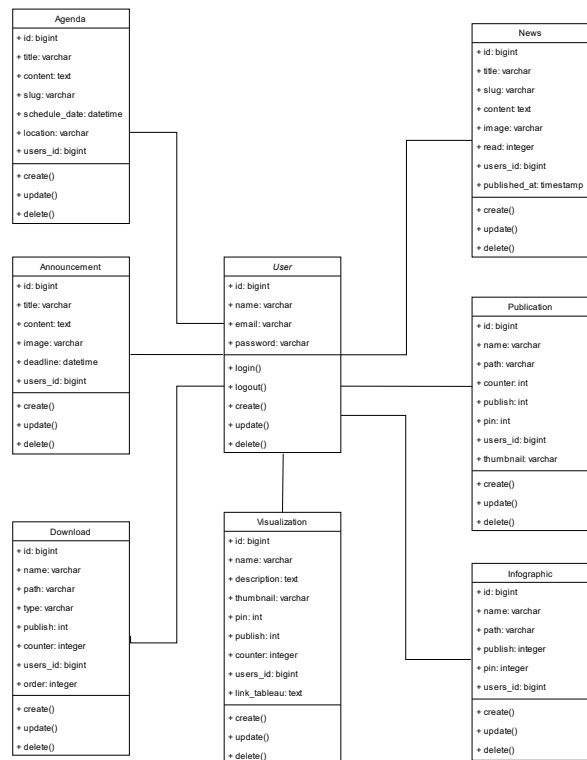 Agenda
+ id: bigint
+ title: varchar
+ content: text
+ slug: varchar
+ schedule_date: datetime
+ location: varchar
+ users_id: bigint
+ create()
+ update()
+ delete()
Announcement
+ id: bigint
+ title: varchar
+ content: text
+ image: varchar
+ deadline: datetime
+ users_id: bigint
+ create()
+ update()
+ delete()
Download
+ id: bigint
+ name: varchar
+ path: varchar
+ type: varchar
+ publish: int
+ counter: integer
+ users_id: bigint
+ order: integer
+ create()
+ update()
+ delete()
User
+ id: bigint
+ name: varchar
+ email: varchar
+ password: varchar
+ login()
+ logout()
+ create()
+ update()
+ delete()
Visualization
+ id: bigint
+ name: varchar
+ description: text
+ thumbnail: varchar
+ pin: int
+ publish: int
+ counter: integer
+ users_id: bigint
+ link_tableau: text
+ create()
+ update()
+ delete()
News
+ id: bigint
+ title: varchar
+ slug: varchar
+ content: text
+ image: varchar
+ read: integer
+ users_id: bigint
+ published_at: timestamp
+ create()
+ update()
+ delete()
Publication
+ id: bigint
+ name: varchar
+ path: varchar
+ counter: int
+ publish: int
+ pin: int
+ users_id: bigint
+ thumbnail: varchar
+ create()
+ update()
+ delete()
Infographic
+ id: bigint
+ name: varchar
+ path: varchar
+ publish: integer
+ pin: integer
+ users_id: bigint
+ create()
+ update()
+ delete()